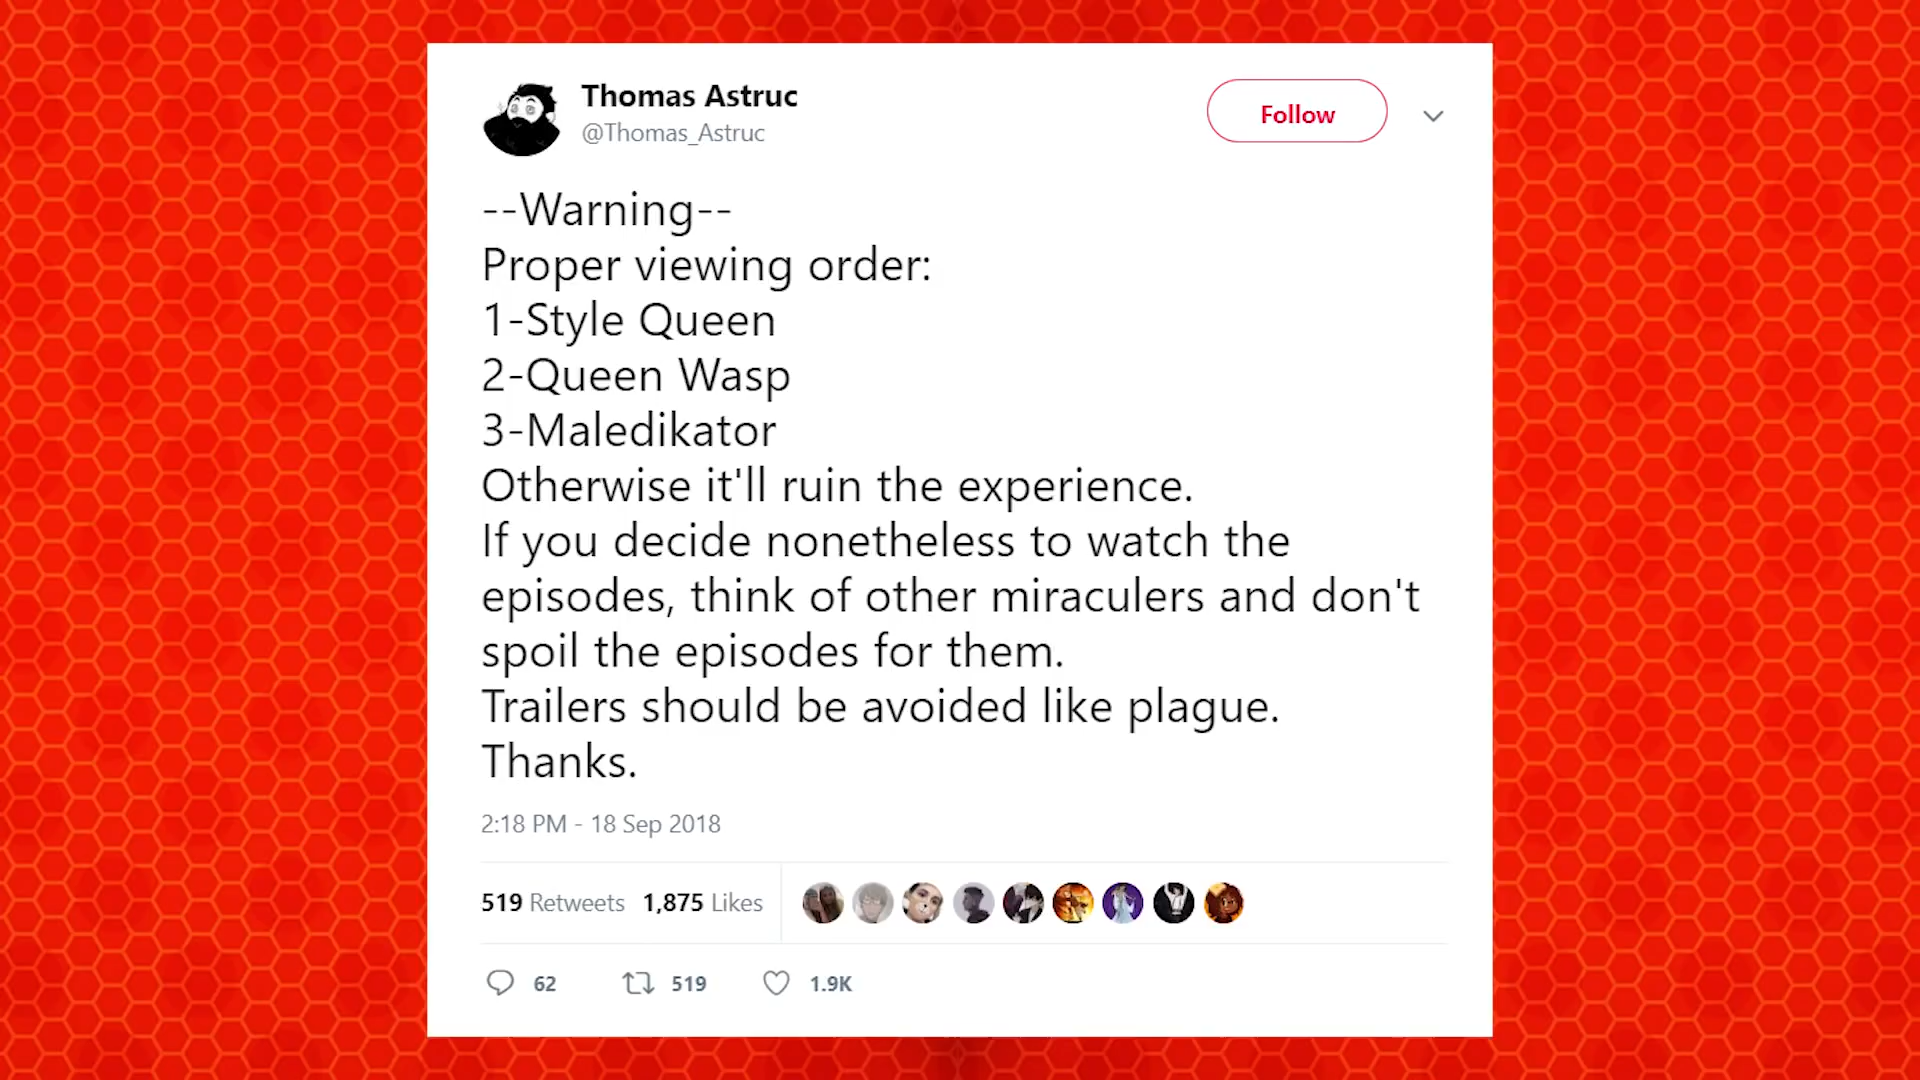 Thomas Astruc
@Thomas_Astruc
Follow
--Warning--
Proper viewing order:
1-Style Queen
2-Queen Wasp
3-Maledikator
Otherwise it'll ruin the experience.
If you decide nonetheless to watch the
episodes, think of other miraculers and don't
spoil the episodes for them.
Trailers should be avoided like plague.
Thanks.
2:18 PM - 18 Sep 2018
519 Retweets 1,875 Likes
62 519 1.9K